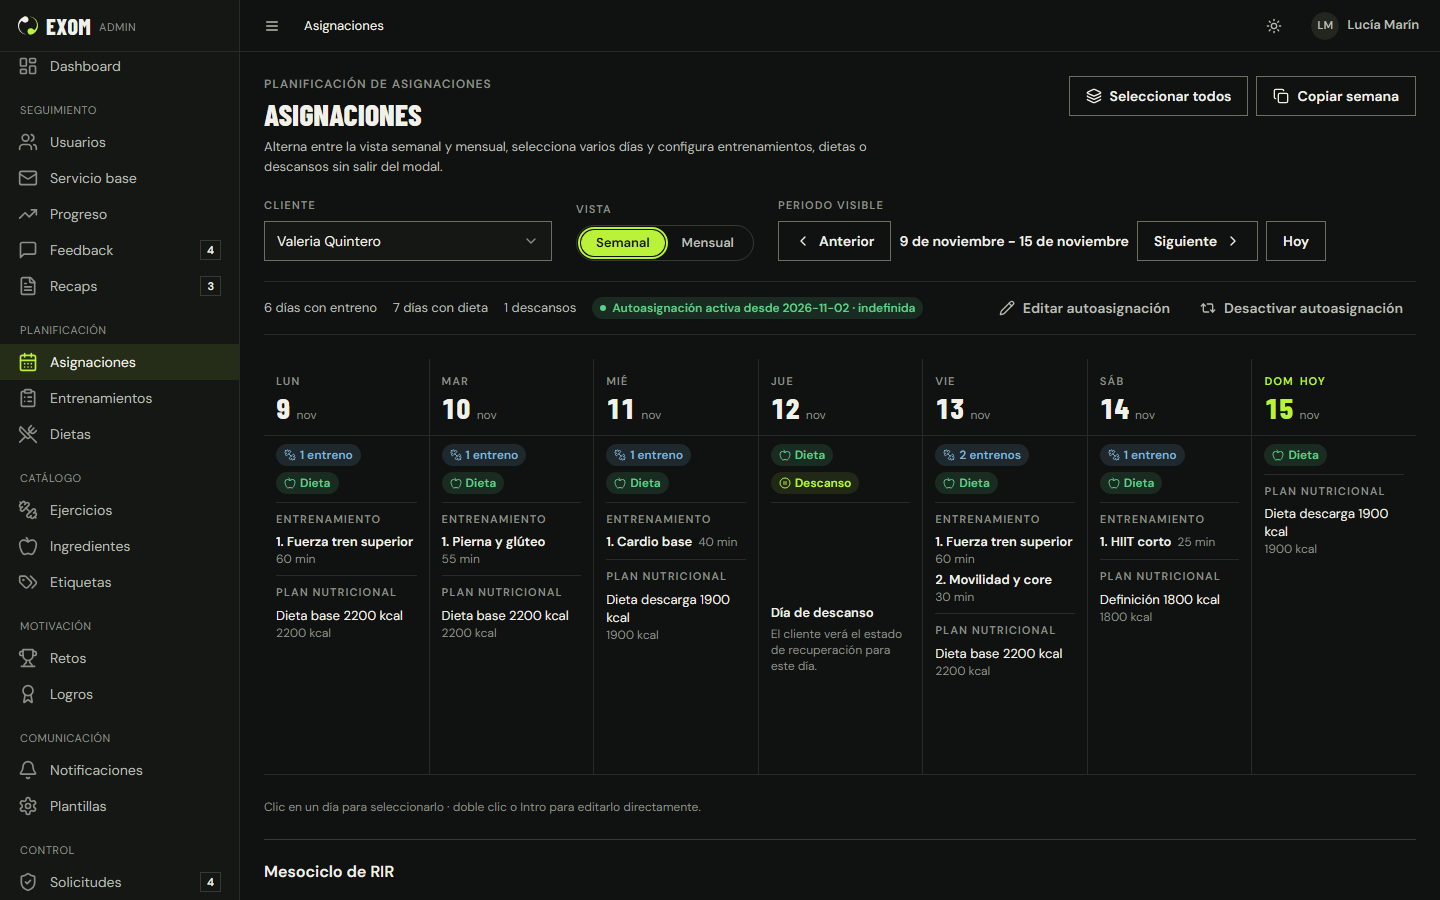 EXOM ADMIN
Dashboard
SEGUIMIENTO
Usuarios
Servicio base
Progreso
Feedback 4
Recaps 3
PLANIFICACIÓN
Asignaciones
Entrenamientos
Dietas
CATÁLOGO
Ejercicios
Ingredientes
Etiquetas
MOTIVACIÓN
Retos
Logros
COMUNICACIÓN
Notificaciones
Plantillas
CONTROL
Solicitudes 4
Asignaciones
LM Lucía Marín
PLANIFICACIÓN DE ASIGNACIONES
ASIGNACIONES
Alterna entre la vista semanal y mensual, selecciona varios días y configura entrenamientos, dietas o
descansos sin salir del modal.
Seleccionar todos
Copiar semana
CLIENTE
Valeria Quintero
VISTA
Semanal Mensual
PERIODO VISIBLE
Anterior 9 de noviembre - 15 de noviembre Siguiente Hoy
6 días con entreno 7 días con dieta 1 descansos Autoasignación activa desde 2026-11-02 · indefinida
Editar autoasignación Desactivar autoasignación
LUN
9 nov
1 entreno
Dieta
ENTRENAMIENTO
1. Fuerza tren superior
60 min
PLAN NUTRICIONAL
Dieta base 2200 kcal
2200 kcal
MAR
10 nov
1 entreno
Dieta
ENTRENAMIENTO
1. Pierna y glúteo
55 min
PLAN NUTRICIONAL
Dieta base 2200 kcal
2200 kcal
MIÉ
11 nov
1 entreno
Dieta
ENTRENAMIENTO
1. Cardio base 40 min
PLAN NUTRICIONAL
Dieta descarga 1900
kcal
1900 kcal
JUE
12 nov
Dieta
Descanso
Día de descanso
El cliente verá el estado
de recuperación para
este día.
VIE
13 nov
2 entrenos
Dieta
ENTRENAMIENTO
1. Fuerza tren superior
60 min
2. Movilidad y core
30 min
PLAN NUTRICIONAL
Dieta base 2200 kcal
2200 kcal
SÁB
14 nov
1 entreno
Dieta
ENTRENAMIENTO
1. HIIT corto 25 min
PLAN NUTRICIONAL
Definición 1800 kcal
1800 kcal
DOM HOY
15 nov
Dieta
PLAN NUTRICIONAL
Dieta descarga 1900
kcal
1900 kcal
Clic en un día para seleccionarlo · doble clic o Intro para editarlo directamente.
Mesociclo de RIR